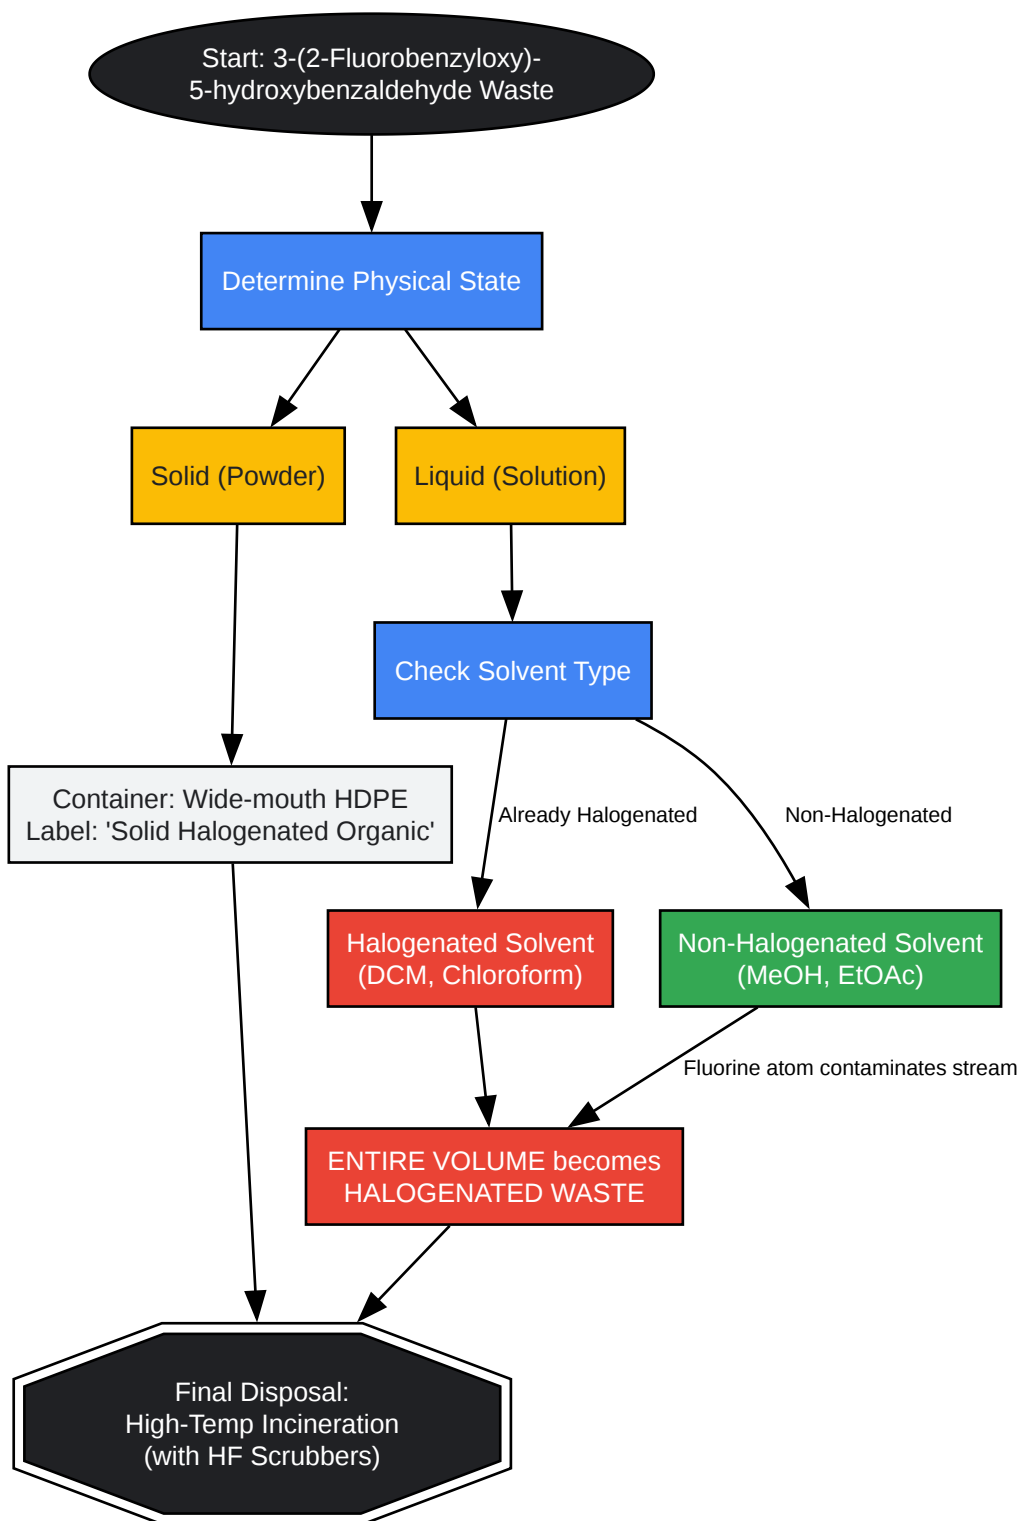 Start: 3-(2-Fluorobenzyloxy)-
5-hydroxybenzaldehyde Waste
Determine Physical State
Solid (Powder)
Liquid (Solution)
Check Solvent Type
Container: Wide-mouth HDPE
Label: 'Solid Halogenated Organic'
Already Halogenated
Non-Halogenated
Halogenated Solvent
(DCM, Chloroform)
Non-Halogenated Solvent
(MeOH, EtOAc)
Fluorine atom contaminates stream
ENTIRE VOLUME becomes
HALOGENATED WASTE
Final Disposal:
High-Temp Incineration
(with HF Scrubbers)